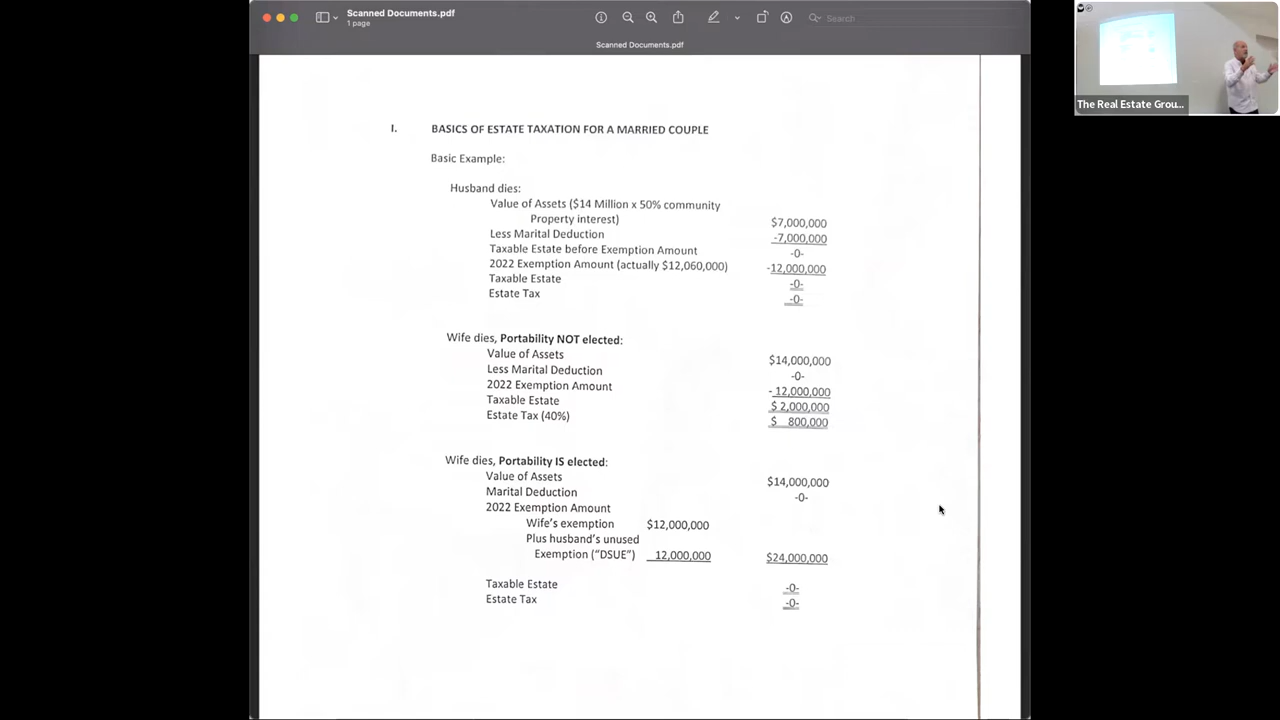 Scanned Documents.pdf
1 page
Search
Scanned Documents.pdf
The Real Estate Grou...
I. BASICS OF ESTATE TAXATION FOR A MARRIED COUPLE
Basic Example:
Husband dies:
Value of Assets ($14 Million x 50% community
Property interest) $7,000,000
Less Marital Deduction -7,000,000
Taxable Estate before Exemption Amount -0-
2022 Exemption Amount (actually $12,060,000) -12,000,000
Taxable Estate -0-
Estate Tax -0-
Wife dies, Portability NOT elected:
Value of Assets $14,000,000
Less Marital Deduction -0-
2022 Exemption Amount - 12,000,000
Taxable Estate $ 2,000,000
Estate Tax (40%) $ 800,000
Wife dies, Portability IS elected:
Value of Assets $14,000,000
Marital Deduction -0-
2022 Exemption Amount
Wife's exemption $12,000,000
Plus husband's unused
Exemption ("DSUE") 12,000,000 $24,000,000
Taxable Estate -0-
Estate Tax -0-